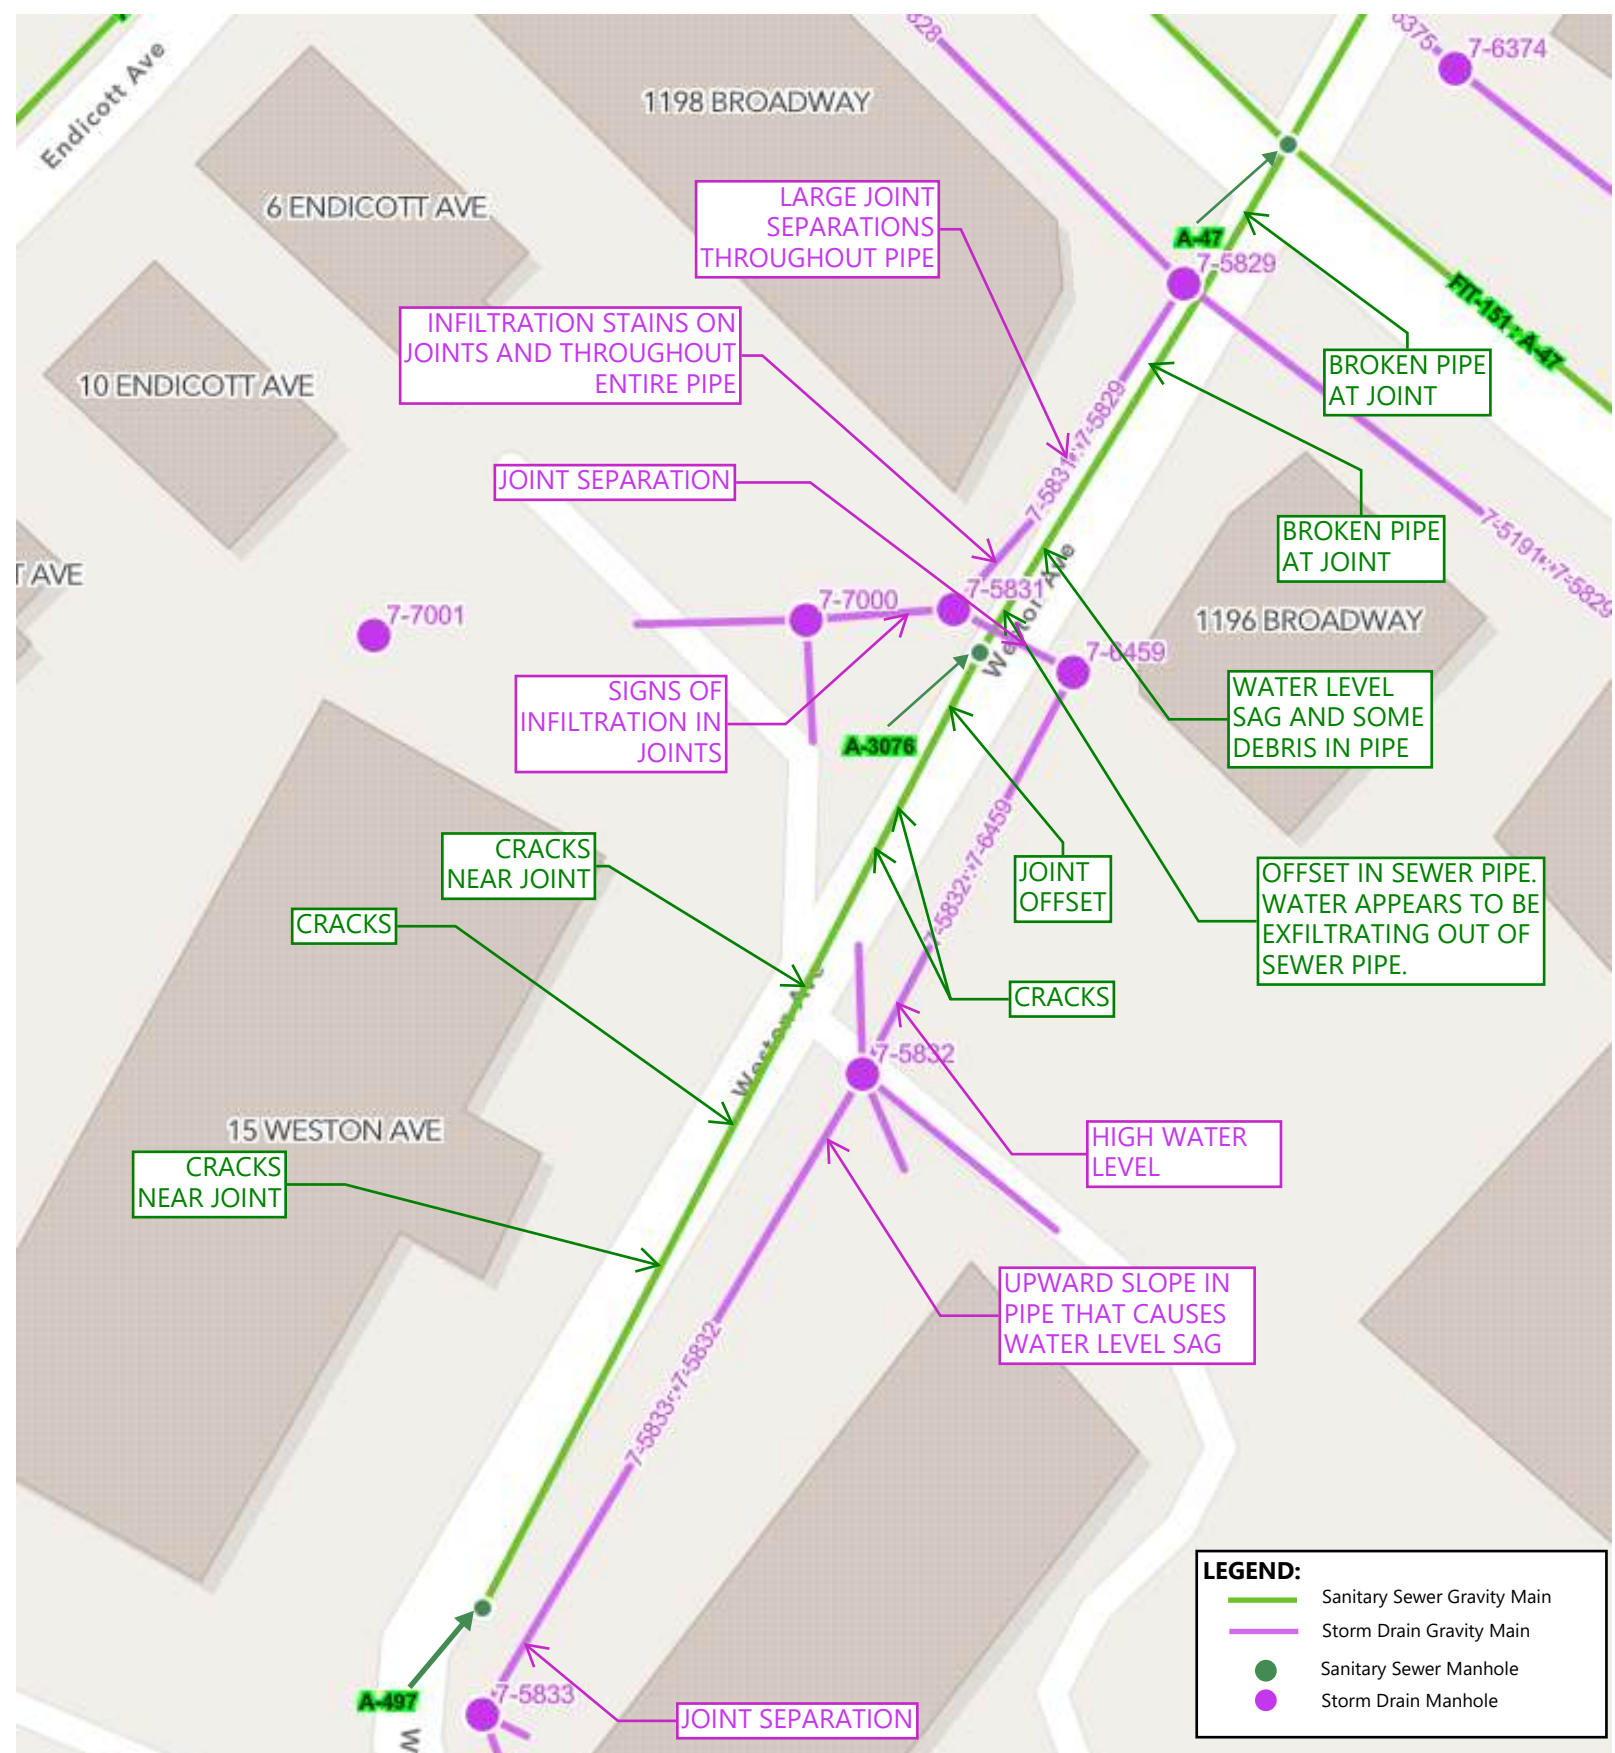 Endicott Ave
828
6375
7-6374
1198 BROADWAY
6 ENDICOTT AVE
LARGE JOINT
SEPARATIONS
THROUGHOUT PIPE
A-47
7-5829
FIT-151 : A-47
INFILTRATION STAINS ON
JOINTS AND THROUGHOUT
ENTIRE PIPE
BROKEN PIPE
AT JOINT
10 ENDICOTT AVE
7-5831::7-5829
JOINT SEPARATION
BROKEN PIPE
AT JOINT
7-5191::7-5829
T AVE
7-7001
7-7000
7-5831
Weston Ave
1196 BROADWAY
7-6459
SIGNS OF
INFILTRATION IN
JOINTS
WATER LEVEL
SAG AND SOME
DEBRIS IN PIPE
A-3076
7-5832::7-6459
CRACKS
NEAR JOINT
JOINT
OFFSET
OFFSET IN SEWER PIPE.
WATER APPEARS TO BE
EXFILTRATING OUT OF
SEWER PIPE.
CRACKS
CRACKS
Weston Ave
7-5832
15 WESTON AVE
HIGH WATER
LEVEL
CRACKS
NEAR JOINT
UPWARD SLOPE IN
PIPE THAT CAUSES
WATER LEVEL SAG
7-5833::7-5832
A-497
7-5833
JOINT SEPARATION
W
LEGEND:
Sanitary Sewer Gravity Main
Storm Drain Gravity Main
Sanitary Sewer Manhole
Storm Drain Manhole